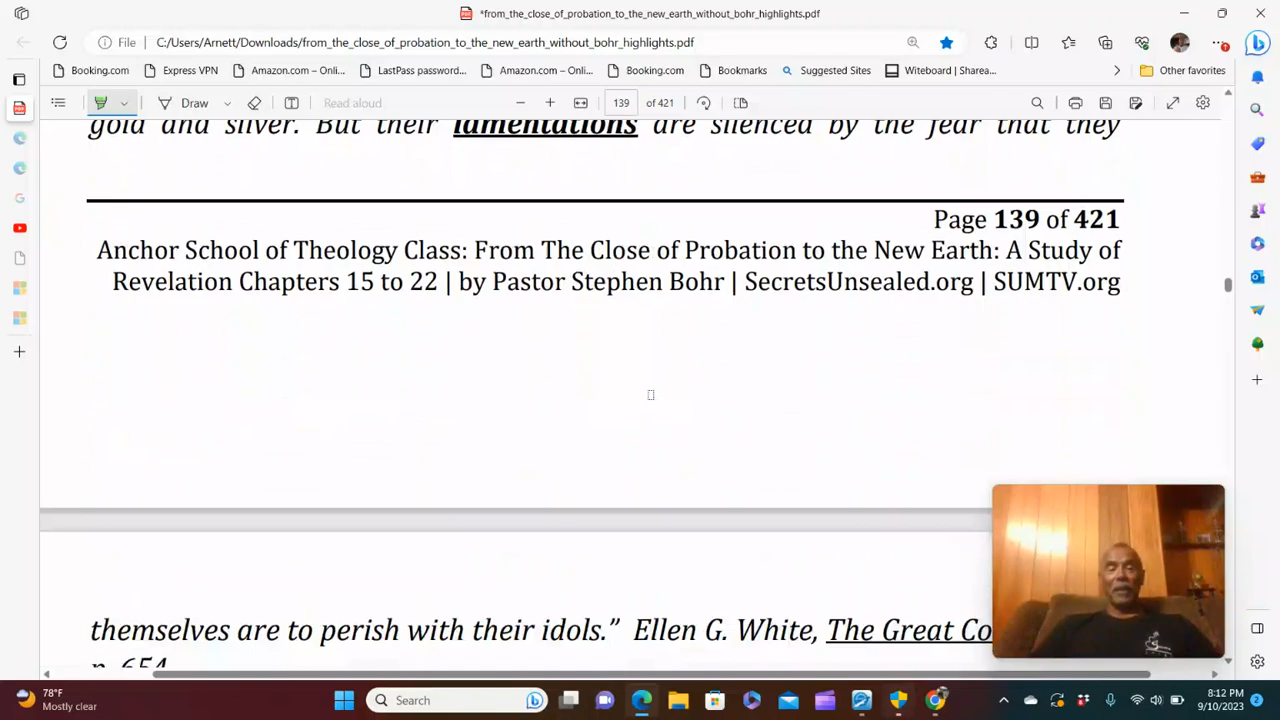 *from_the_close_of_probation_to_the_new_earth_without_bohr_highlights.pdf
File C:/Users/Arnett/Downloads/from_the_close_of_probation_to_the_new_earth_without_bohr_highlights.pdf
Booking.com Express VPN Amazon.com – Onli... LastPass password... Amazon.com – Onlin... Booking.com Bookmarks Suggested Sites Witeboard | Sharea... Other favorites
Draw Read aloud 139 of 421
gold and silver. But their lamentations are silenced by the fear that they
Page 139 of 421
Anchor School of Theology Class: From The Close of Probation to the New Earth: A Study of
Revelation Chapters 15 to 22 | by Pastor Stephen Bohr | SecretsUnsealed.org | SUMTV.org
themselves are to perish with their idols.” Ellen G. White, The Great Co
p. 654
78°F
Mostly clear
Search
8:12 PM
9/10/2023